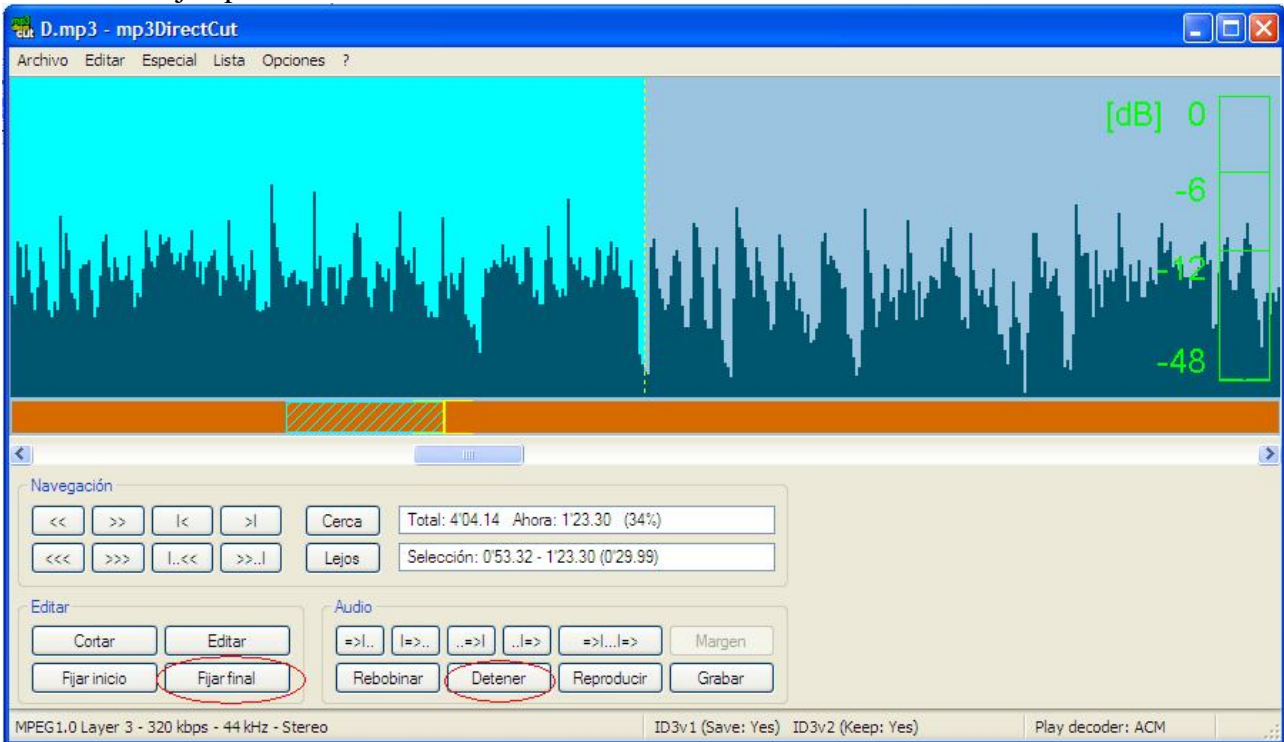 D.mp3 - mp3DirectCut
Archivo Editar Especial Lista Opciones ?
[dB] 0
-6
-12
-48
Navegación
<< >> |< >| Cerca Total: 4'04.14 Ahora: 1'23.30 (34%)
<<< >>> |..<< >>..| Lejos Selección: 0'53.32 - 1'23.30 (0'29.99)
Editar Audio
Cortar Editar =>|.. |=>.. ..=>| ..|=> =>|...|=> Margen
Fijar inicio Fijar final Rebobinar Detener Reproducir Grabar
MPEG1.0 Layer 3 - 320 kbps - 44 kHz - Stereo ID3v1 (Save: Yes) ID3v2 (Keep: Yes) Play decoder: ACM